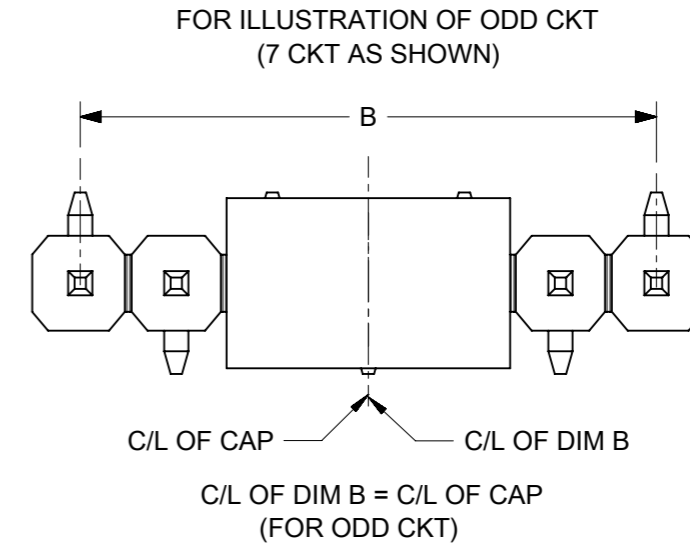 FOR ILLUSTRATION OF ODD CKT
(7 CKT AS SHOWN)
B
C/L OF CAP
C/L OF DIM B
C/L OF DIM B = C/L OF CAP
(FOR ODD CKT)